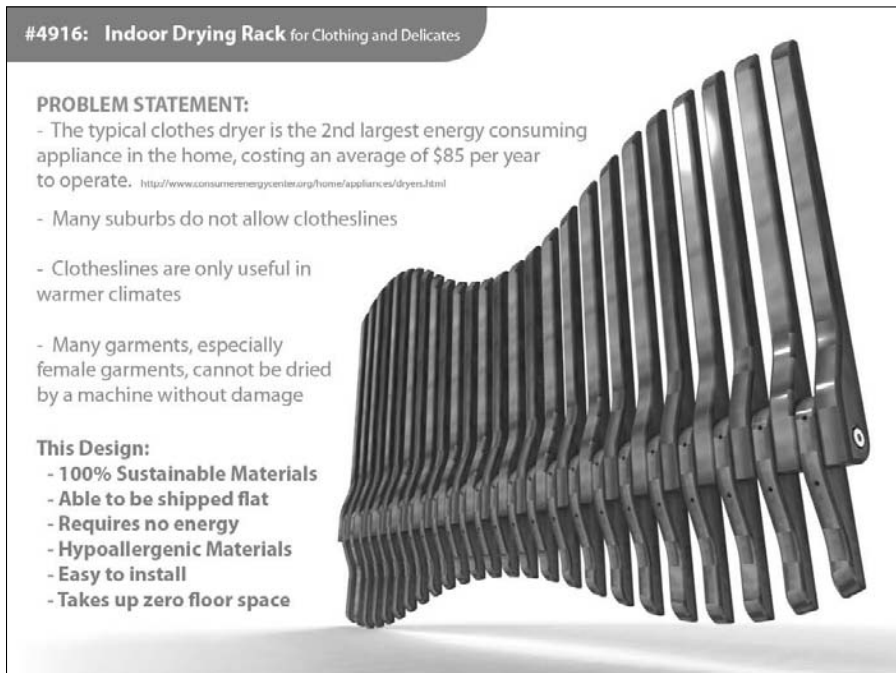 #4916: Indoor Drying Rack for Clothing and Delicates
PROBLEM STATEMENT:
- The typical clothes dryer is the 2nd largest energy consuming
appliance in the home, costing an average of $85 per year
to operate. http://www.consumerenergycenter.org/home/appliances/dryers.html
- Many suburbs do not allow clotheslines
- Clotheslines are only useful in
warmer climates
- Many garments, especially
female garments, cannot be dried
by a machine without damage
This Design:
- 100% Sustainable Materials
- Able to be shipped flat
- Requires no energy
- Hypoallergenic Materials
- Easy to install
- Takes up zero floor space